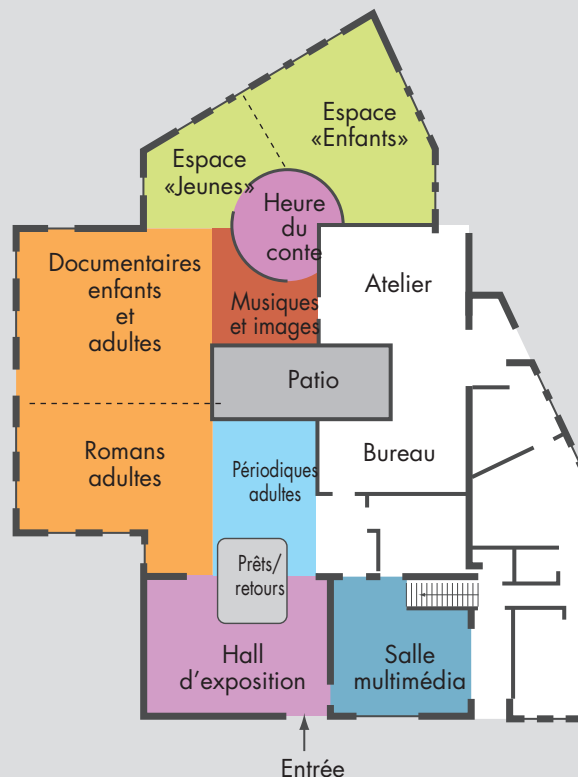 Espace
«Enfants»
Espace
«Jeunes»
Heure
du
conte
Documentaires
enfants
et
adultes
Musiques
et images
Atelier
Patio
Romans
adultes
Périodiques
adultes
Bureau
Prêts/
retours
Hall
d’exposition
Salle
multimédia
Entrée